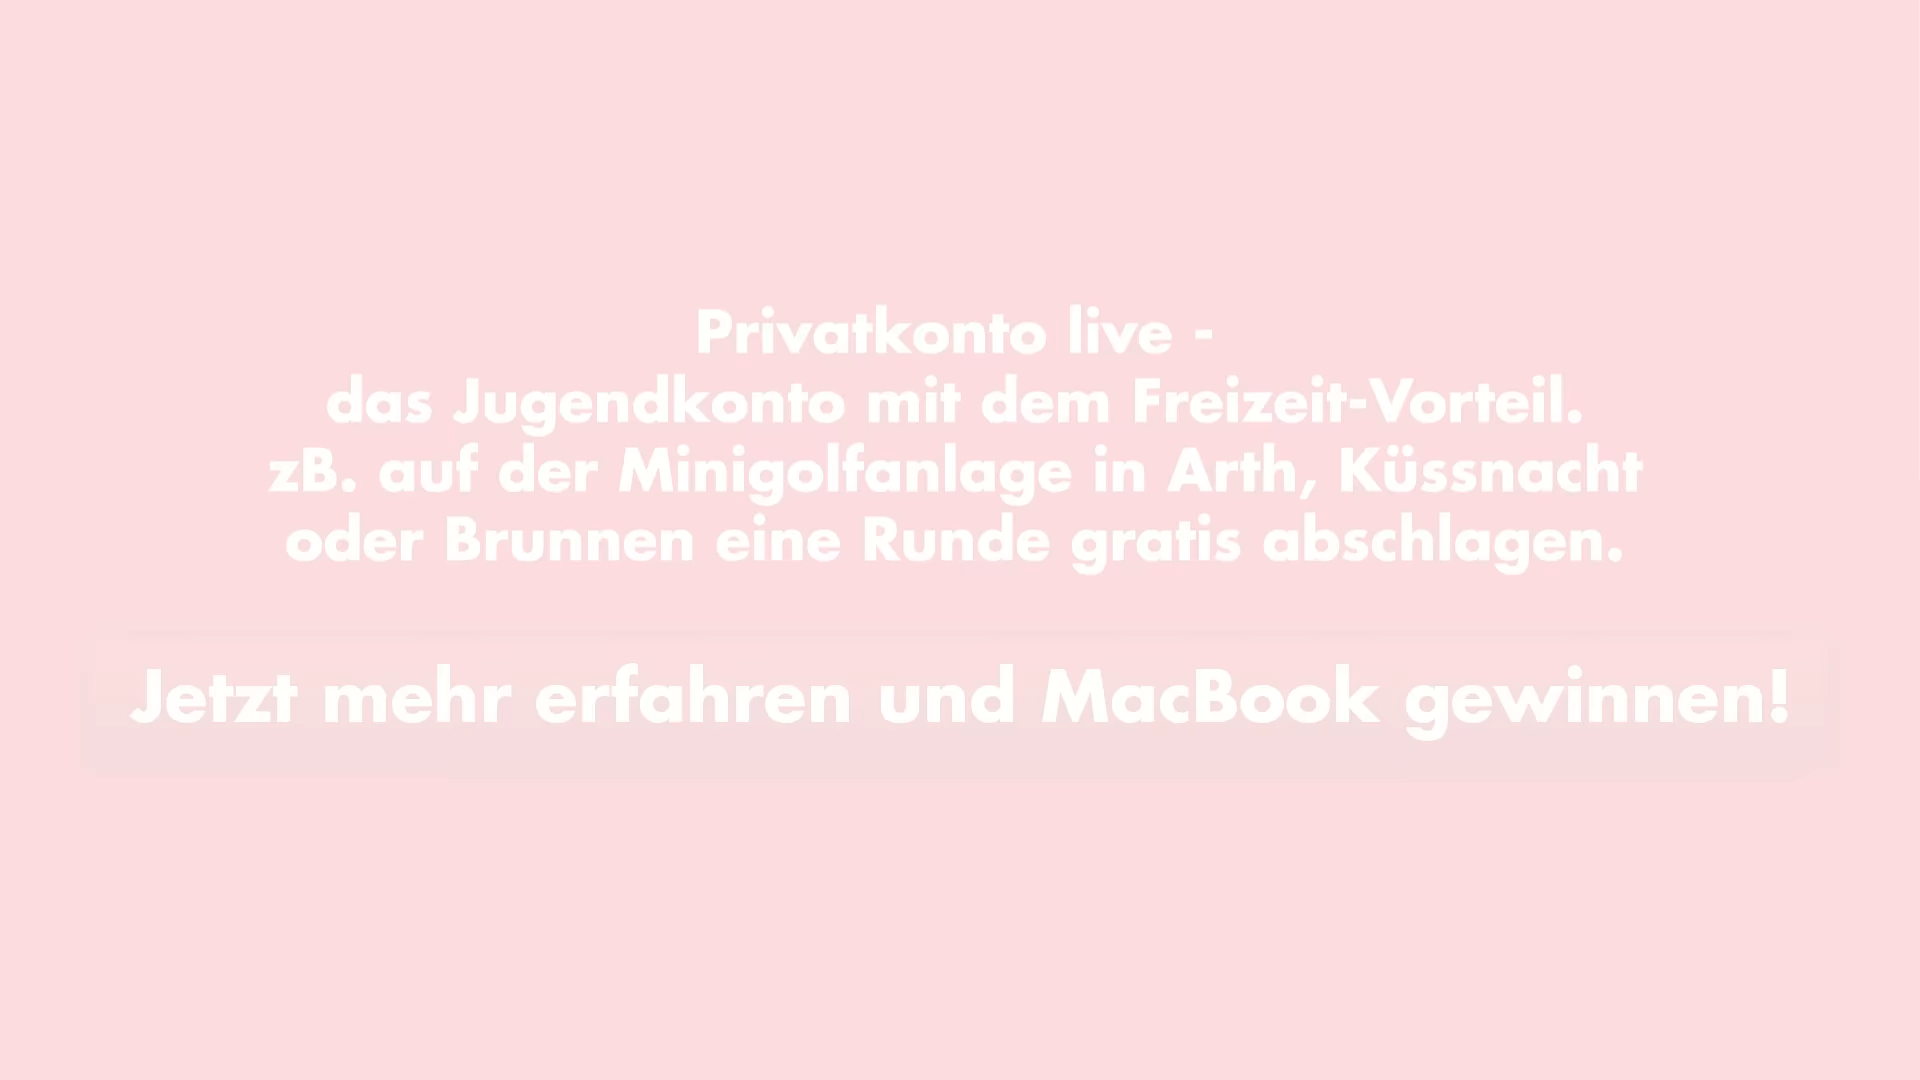 Privatkonto live -
das Jugendkonto mit dem Freizeit-Vorteil.
zB. auf der Minigolfanlage in Arth, Küssnacht
oder Brunnen eine Runde gratis abschlagen.
Jetzt mehr erfahren und MacBook gewinnen!